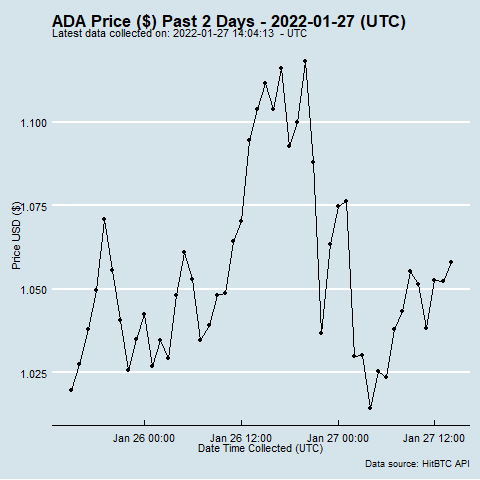 ADA Price ($) Past 2 Days - 2022-01-27 (UTC)
Latest data collected on: 2022-01-27 14:04:13  - UTC
1.100
1.075
1.050
1.025
Price USD ($)
Jan 26 00:00 Jan 26 12:00 Jan 27 00:00 Jan 27 12:00
Date Time Collected (UTC)
Data source: HitBTC API